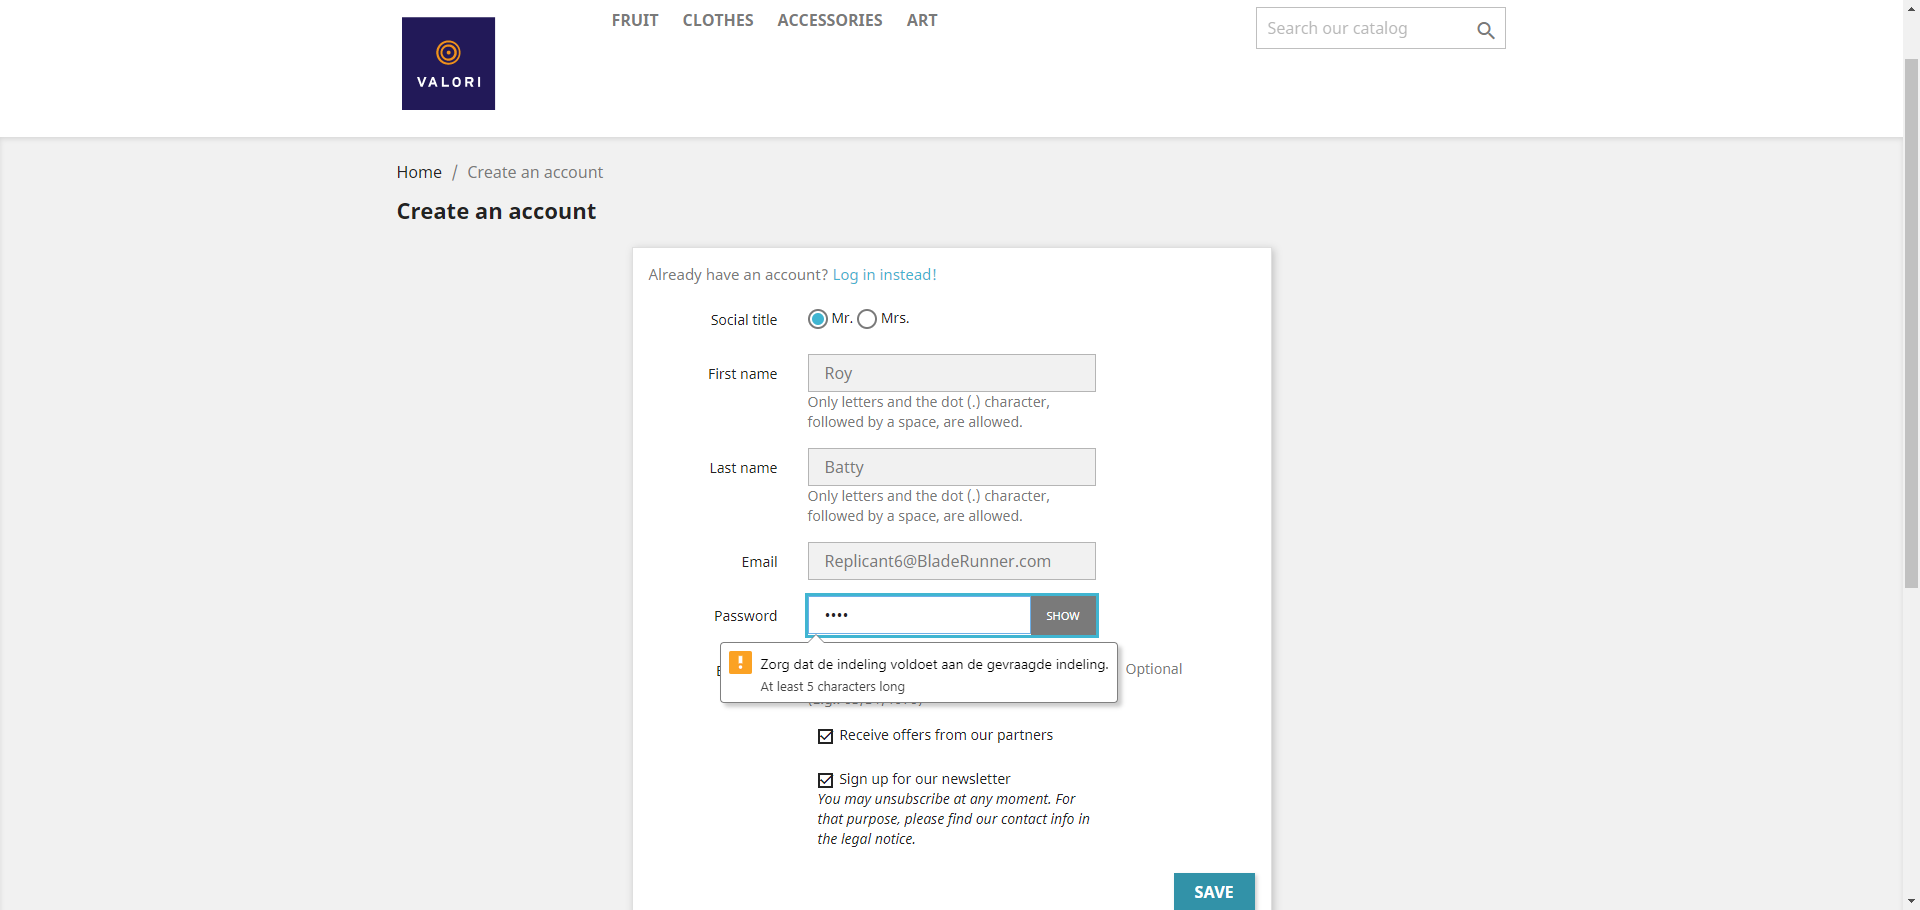 FRUIT CLOTHES ACCESSORIES ART
Search our catalog
VALORI
Home / Create an account
Create an account
Already have an account? Log in instead!
Social title Mr. Mrs.
First name Roy
Only letters and the dot (.) character,
followed by a space, are allowed.
Last name Batty
Only letters and the dot (.) character,
followed by a space, are allowed.
Email Replicant6@BladeRunner.com
Password •••• SHOW
Zorg dat de indeling voldoet aan de gevraagde indeling.
At least 5 characters long
Optional
Receive offers from our partners
Sign up for our newsletter
You may unsubscribe at any moment. For
that purpose, please find our contact info in
the legal notice.
SAVE